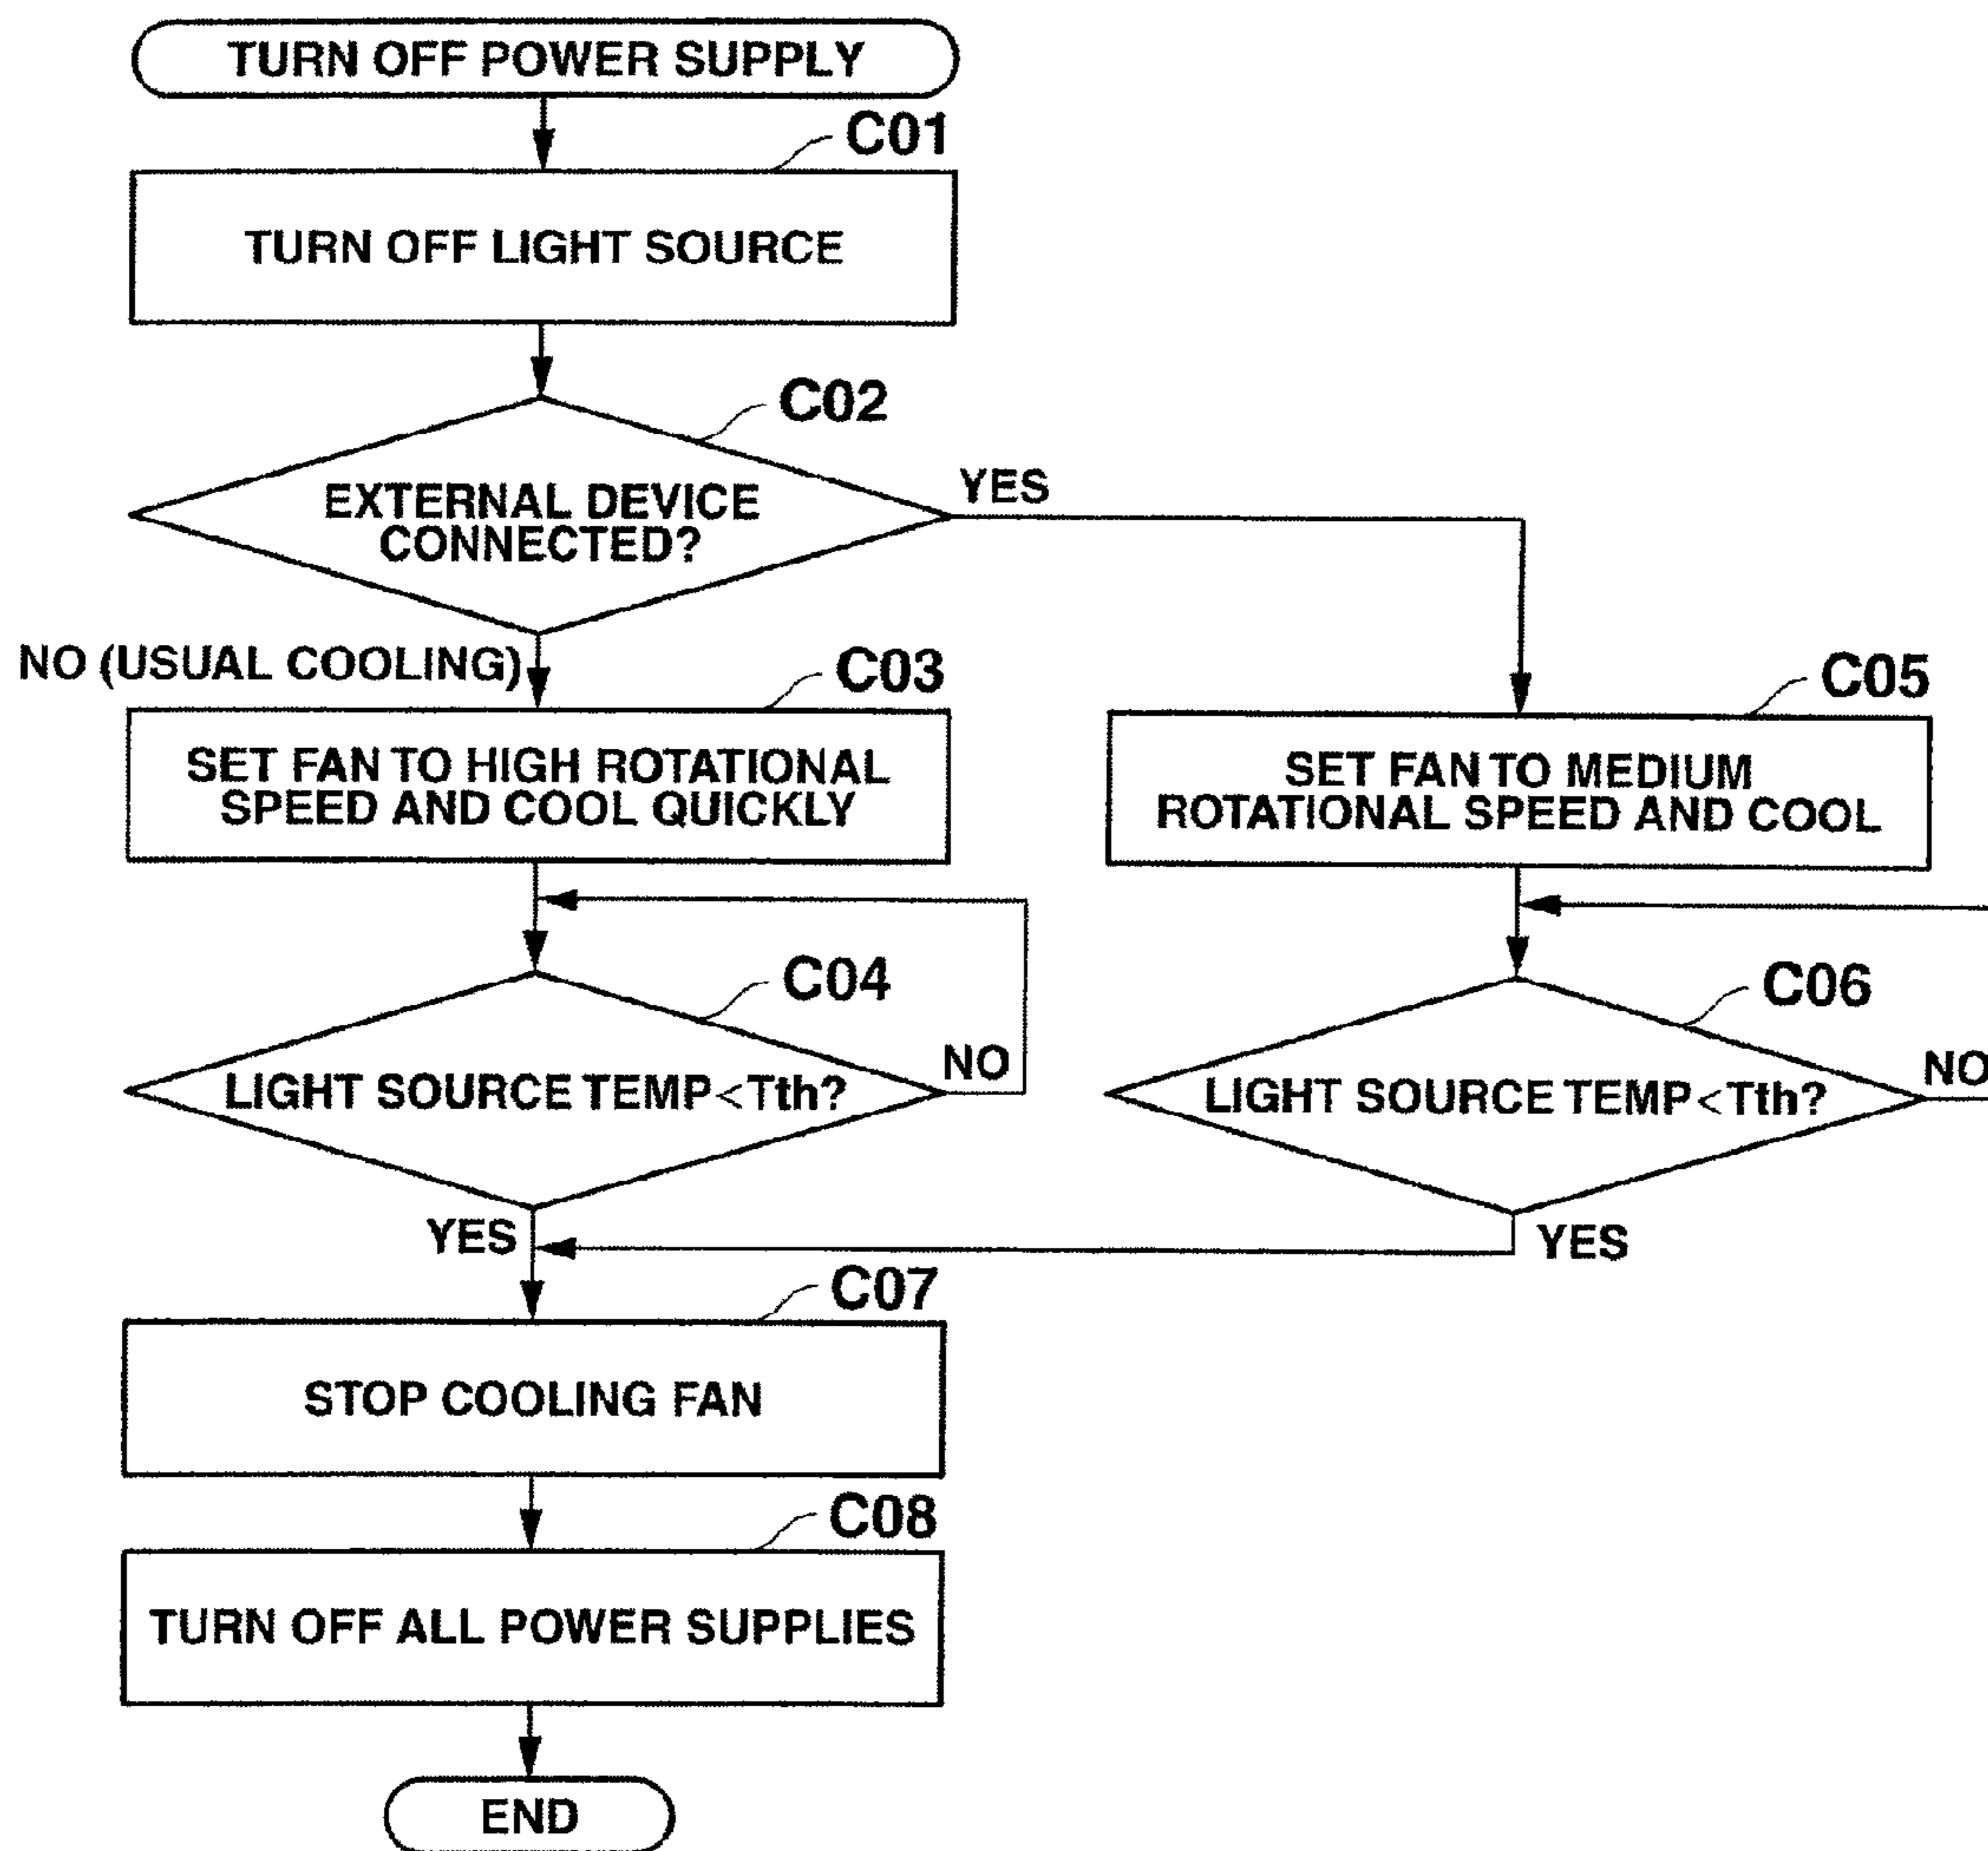 TURN OFF POWER SUPPLY
C01
TURN OFF LIGHT SOURCE
C02
EXTERNAL DEVICE
CONNECTED?
YES
NO (USUAL COOLING)
C03
SET FAN TO HIGH ROTATIONAL
SPEED AND COOL QUICKLY
C05
SET FAN TO MEDIUM
ROTATIONAL SPEED AND COOL
C04
LIGHT SOURCE TEMP<Tth?
NO
C06
LIGHT SOURCE TEMP<Tth?
NO
YES
YES
C07
STOP COOLING FAN
C08
TURN OFF ALL POWER SUPPLIES
END